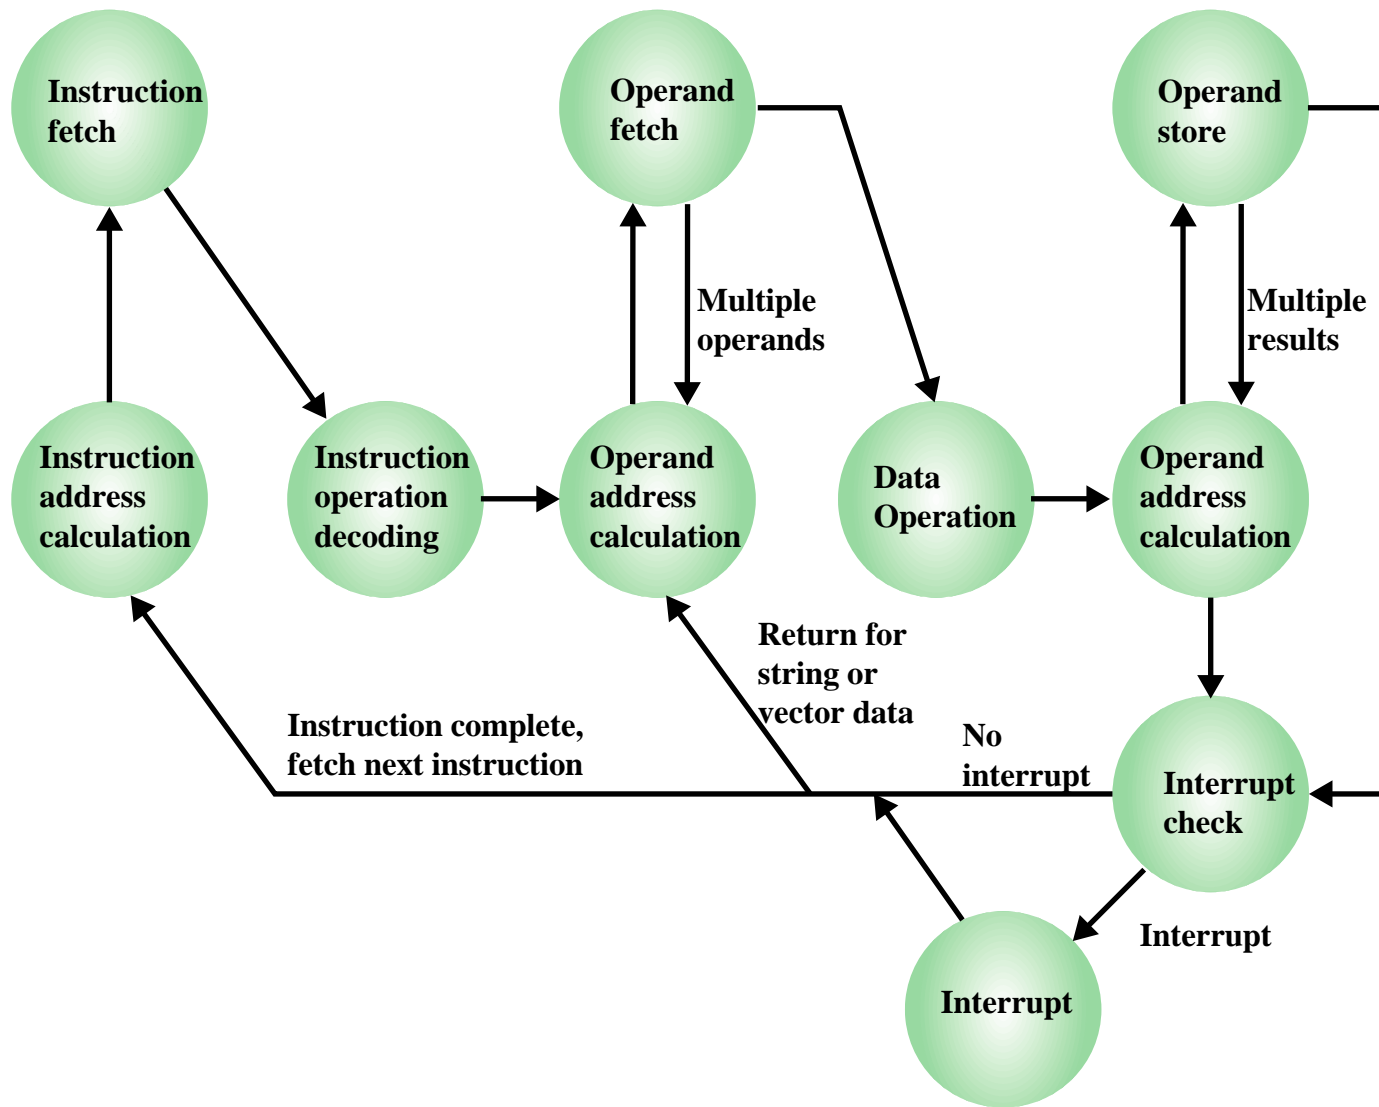 Instruction
fetch
Operand
fetch
Operand
store
Multiple
operands
Multiple
results
Instruction
address
calculation
Instruction
operation
decoding
Operand
address
calculation
Data
Operation
Operand
address
calculation
Return for
string or
vector data
Instruction complete,
fetch next instruction
No
interrupt
Interrupt
check
Interrupt
Interrupt